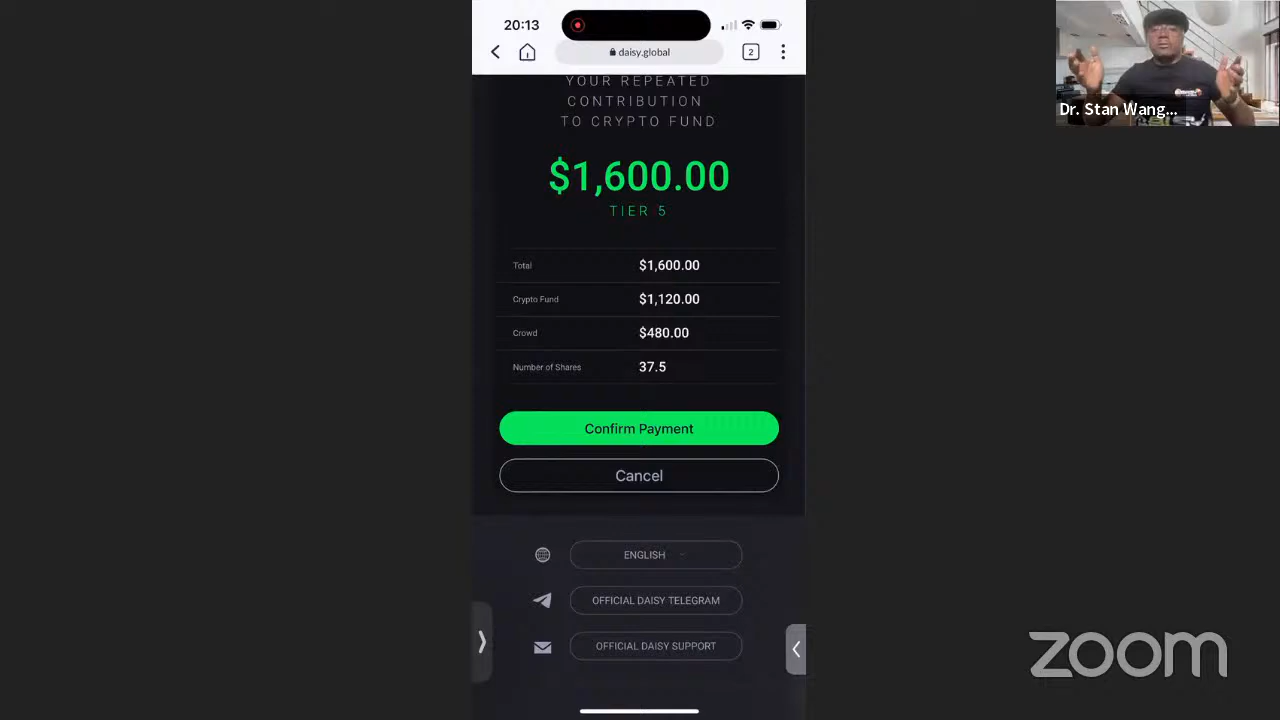 20:13
daisy.global
2
YOUR REPEATED
CONTRIBUTION
TO CRYPTO FUND
$1,600.00
TIER 5
Total $1,600.00
Crypto Fund $1,120.00
Crowd $480.00
Number of Shares 37.5
Confirm Payment
Cancel
ENGLISH
OFFICIAL DAISY TELEGRAM
OFFICIAL DAISY SUPPORT
Dr. Stan Wang...
zoom